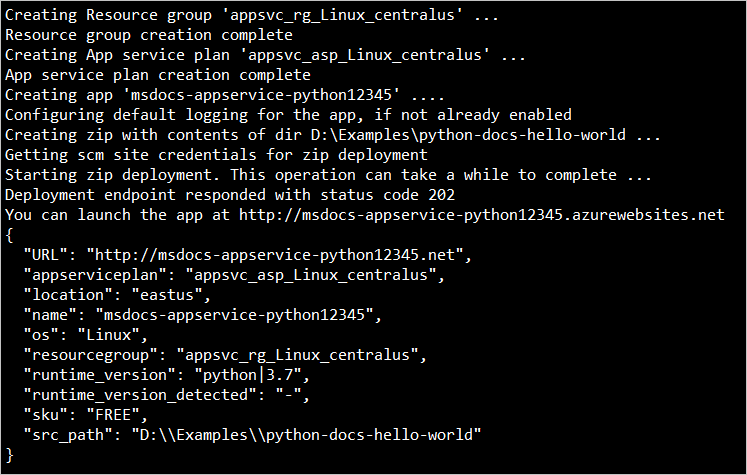 Creating Resource group 'appsvc_rg_Linux_centralus' ...
Resource group creation complete
Creating App service plan 'appsvc_asp_Linux_centralus' ...
App service plan creation complete
Creating app 'msdocs-appservice-python12345' ....
Configuring default logging for the app, if not already enabled
Creating zip with contents of dir D:\Examples\python-docs-hello-world ...
Getting scm site credentials for zip deployment
Starting zip deployment. This operation can take a while to complete ...
Deployment endpoint responded with status code 202
You can launch the app at http://msdocs-appservice-python12345.azurewebsites.net
{
  "URL": "http://msdocs-appservice-python12345.net",
  "appserviceplan": "appsvc_asp_Linux_centralus",
  "location": "eastus",
  "name": "msdocs-appservice-python12345",
  "os": "Linux",
  "resourcegroup": "appsvc_rg_Linux_centralus",
  "runtime_version": "python|3.7",
  "runtime_version_detected": "-",
  "sku": "FREE",
  "src_path": "D:\\Examples\\python-docs-hello-world"
}